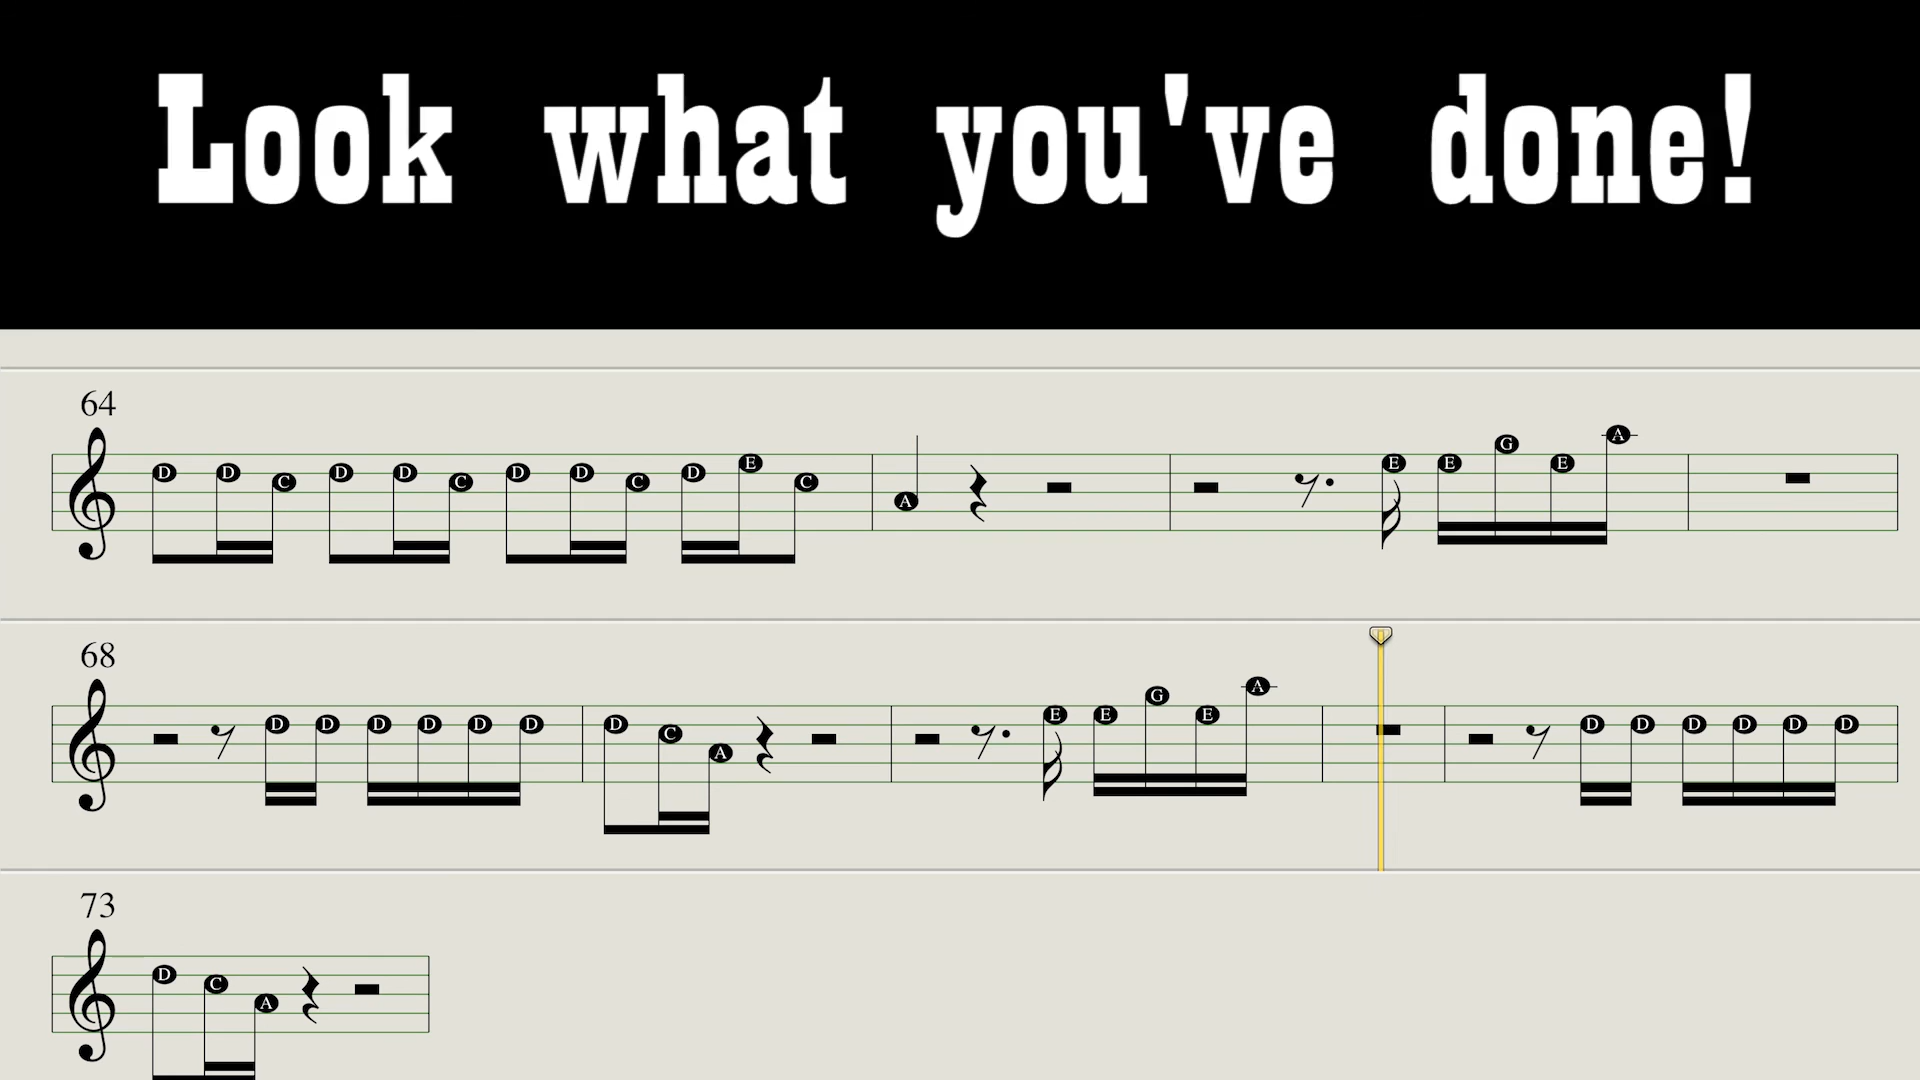 Look what you've done!
64
D D C D D C D D C D E C A E E G E A
68
D D D D D D D C A E E G E A D D D D D D
73
D C A